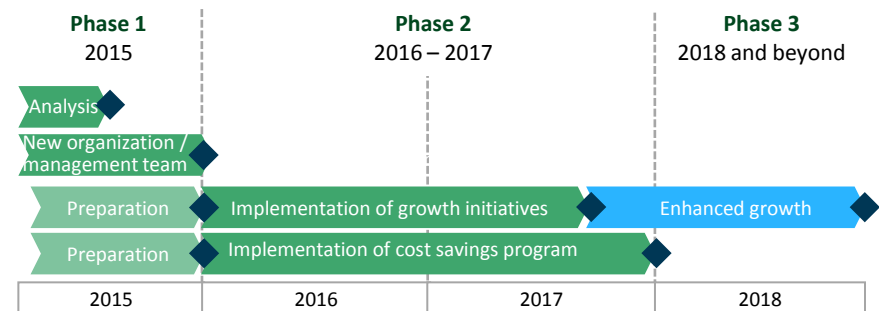 Phase 1
Phase 2
Phase 3
2015
2016 – 2017
2018 and beyond
Analysis
New organization /
management team
Preparation
Implementation of growth initiatives
Enhanced growth
Preparation
Implementation of cost savings program
2015
2016
2017
2018